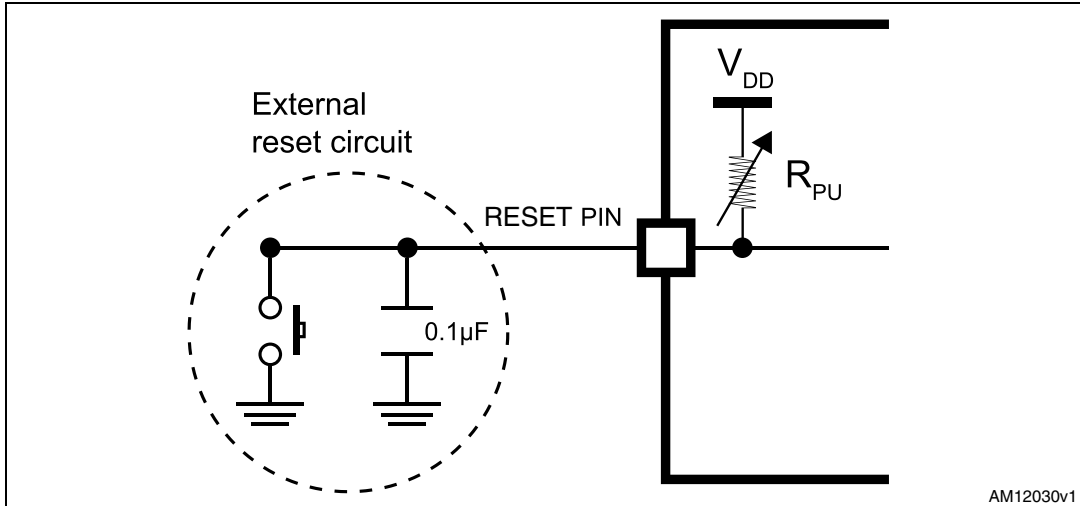 External
reset circuit
RESET PIN
0.1µF
V DD
R PU
AM12030v1